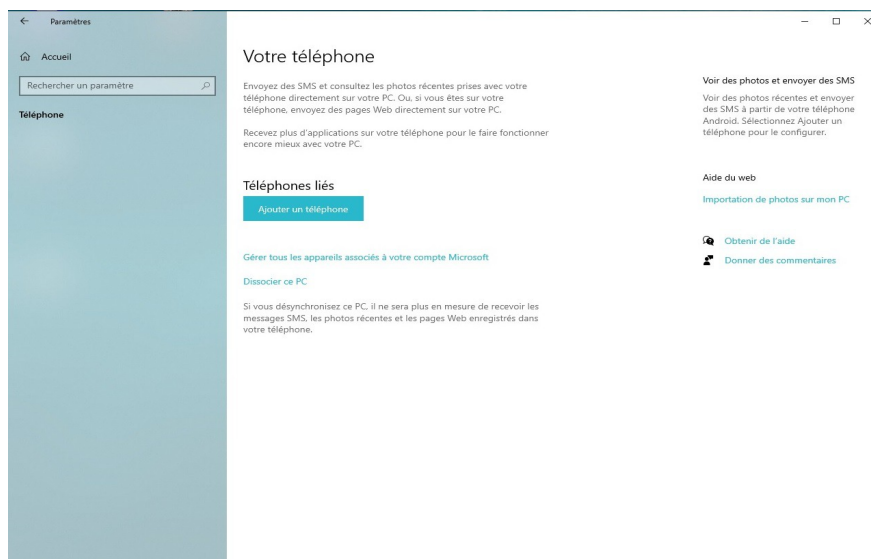 Paramètres
Accueil
Rechercher un paramètre
Téléphone
Votre téléphone
Envoyez des SMS et consultez les photos récentes prises avec votre
téléphone directement sur votre PC. Ou, si vous êtes sur votre
téléphone, envoyez des pages Web directement sur votre PC.
Recevez plus d'applications sur votre téléphone pour le faire fonctionner
encore mieux avec votre PC.
Téléphones liés
Ajouter un téléphone
Gérer tous les appareils associés à votre compte Microsoft
Dissocier ce PC
Si vous désynchronisez ce PC, il ne sera plus en mesure de recevoir les
messages SMS, les photos récentes et les pages Web enregistrés dans
votre téléphone.
Voir des photos et envoyer des SMS
Voir des photos récentes et envoyer
des SMS à partir de votre téléphone
Android. Sélectionnez Ajouter un
téléphone pour le configurer.
Aide du web
Importation de photos sur mon PC
Obtenir de l'aide
Donner des commentaires